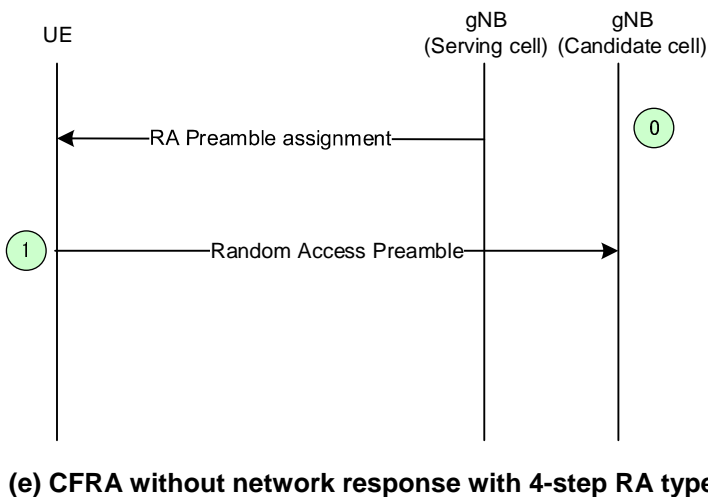 UE
gNB
(Serving cell)
gNB
(Candidate cell)
0
RA Preamble assignment
1
Random Access Preamble
(e) CFRA without network response with 4-step RA type